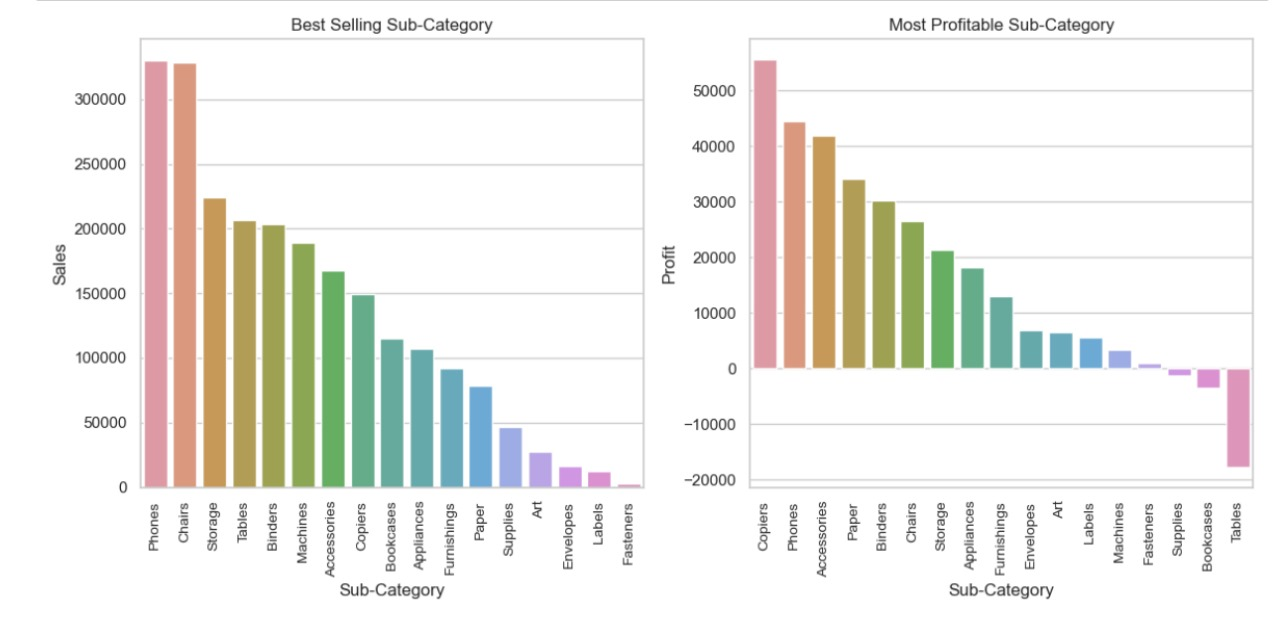 Best Selling Sub-Category
Sales
300000
250000
200000
150000
100000
50000
0
Phones
Chairs
Storage
Tables
Binders
Machines
Accessories
Copiers
Bookcases
Appliances
Furnishings
Paper
Supplies
Art
Envelopes
Labels
Fasteners
Sub-Category
Most Profitable Sub-Category
Profit
50000
40000
30000
20000
10000
0
−10000
−20000
Copiers
Phones
Accessories
Paper
Binders
Chairs
Storage
Appliances
Furnishings
Envelopes
Art
Labels
Machines
Fasteners
Supplies
Bookcases
Tables
Sub-Category